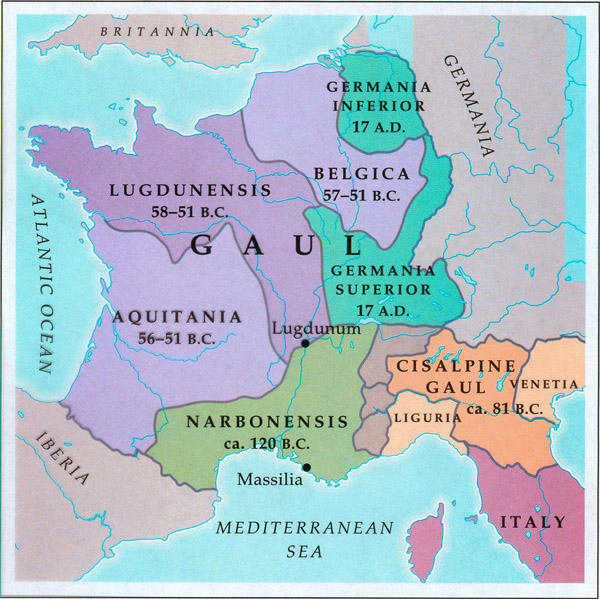 BRITANNIA
GERMANIA
INFERIOR
17 A.D.
GERMANIA
BELGICA
57–51 B.C.
LUGDUNENSIS
58–51 B.C.
ATLANTIC OCEAN
GAUL
GERMANIA
SUPERIOR
17 A.D.
AQUITANIA
56–51 B.C.
Lugdunum
CISALPINE
GAUL
ca. 81 B.C.
VENETIA
LIGURIA
NARBONENSIS
ca. 120 B.C.
IBERIA
Massilia
MEDITERRANEAN
SEA
ITALY